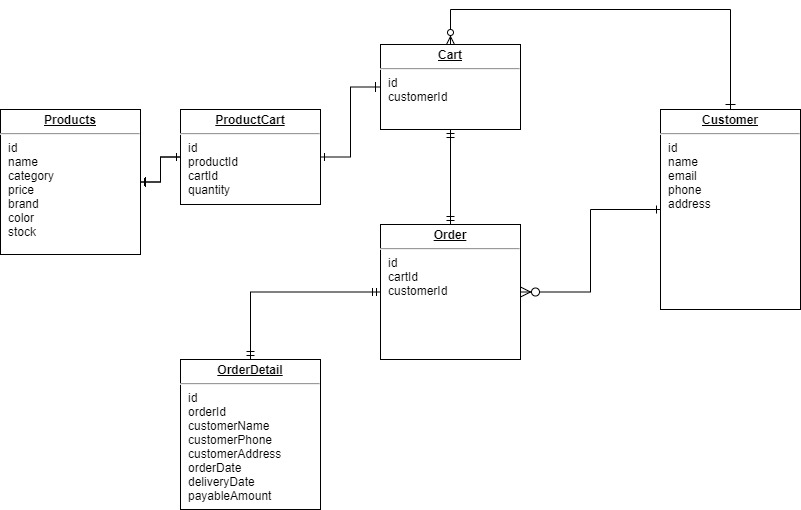 Cart
id
customerId
Products
id
name
category
price
brand
color
stock
ProductCart
id
productId
cartId
quantity
Customer
id
name
email
phone
address
Order
id
cartId
customerId
OrderDetail
id
orderId
customerName
customerPhone
customerAddress
orderDate
deliveryDate
payableAmount